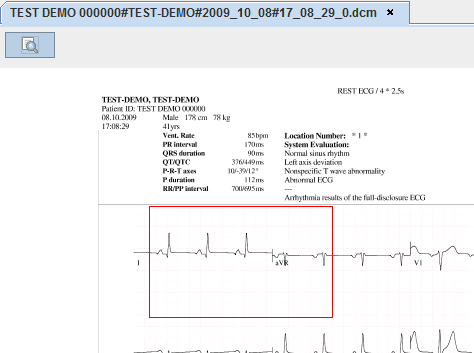 TEST DEMO 000000#TEST-DEMO#2009_10_08#17_08_29_0.dcm ×
REST ECG / 4 * 2.5s
TEST-DEMO, TEST-DEMO
Patient ID: TEST DEMO 000000
08.10.2009 Male 178 cm 78 kg
17:08:29 41yrs
Vent. Rate 85bpm Location Number: * 1 *
PR interval 170ms System Evaluation:
QRS duration 90ms Normal sinus rhythm
QT/QTC 376/449ms Left axis deviation
P-R-T axes 10/-39/12° Nonspecific T wave abnormality
P duration 112ms Abnormal ECG
RR/PP interval 700/695ms ---
Arrhythmia results of the full-disclosure ECG
I aVR V1